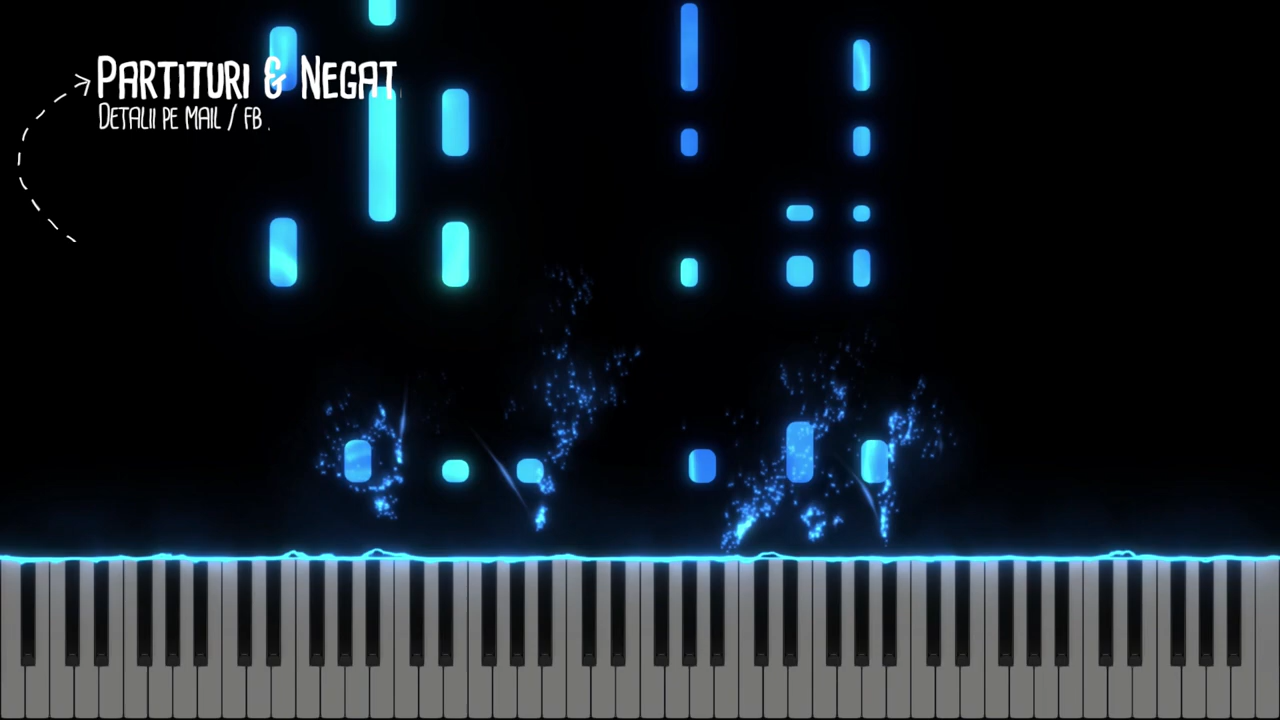 PARTITURI & NEGAT
DETALII PE MAIL / FB .